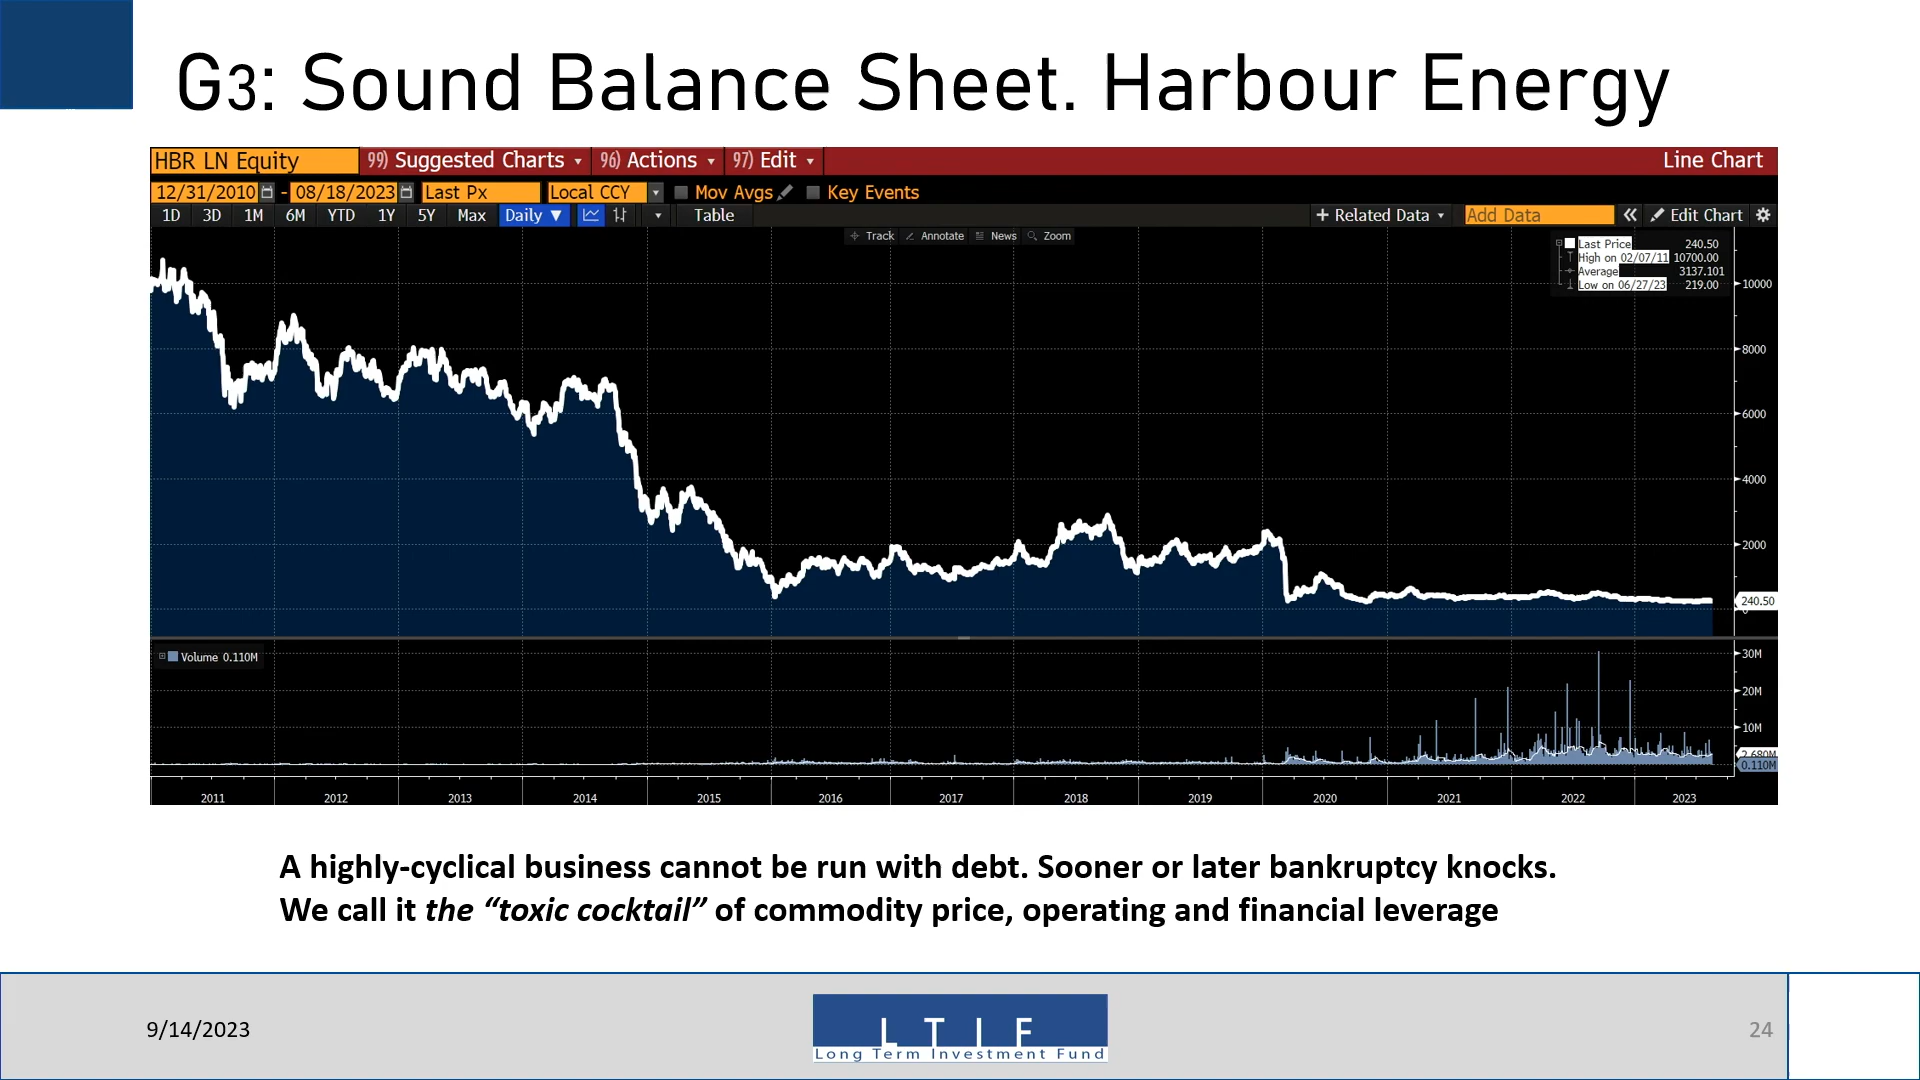 G3: Sound Balance Sheet. Harbour Energy
HBR LN Equity 99) Suggested Charts 96) Actions 97) Edit Line Chart
12/31/2010 - 08/18/2023 Last Px Local CCY Mov Avgs Key Events
1D 3D 1M 6M YTD 1Y 5Y Max Daily ▼ Table + Related Data Add Data « Edit Chart
Track Annotate News Zoom
Last Price 240.50
High on 02/07/11 10700.00
Average 3137.101
Low on 06/27/23 219.00
10000
8000
6000
4000
2000
240.50
0
Volume 0.110M
30M
20M
10M
2.680M
0.110M
2011 2012 2013 2014 2015 2016 2017 2018 2019 2020 2021 2022 2023
A highly-cyclical business cannot be run with debt. Sooner or later bankruptcy knocks.
We call it the “toxic cocktail” of commodity price, operating and financial leverage
9/14/2023
L T I F
Long Term Investment Fund
24